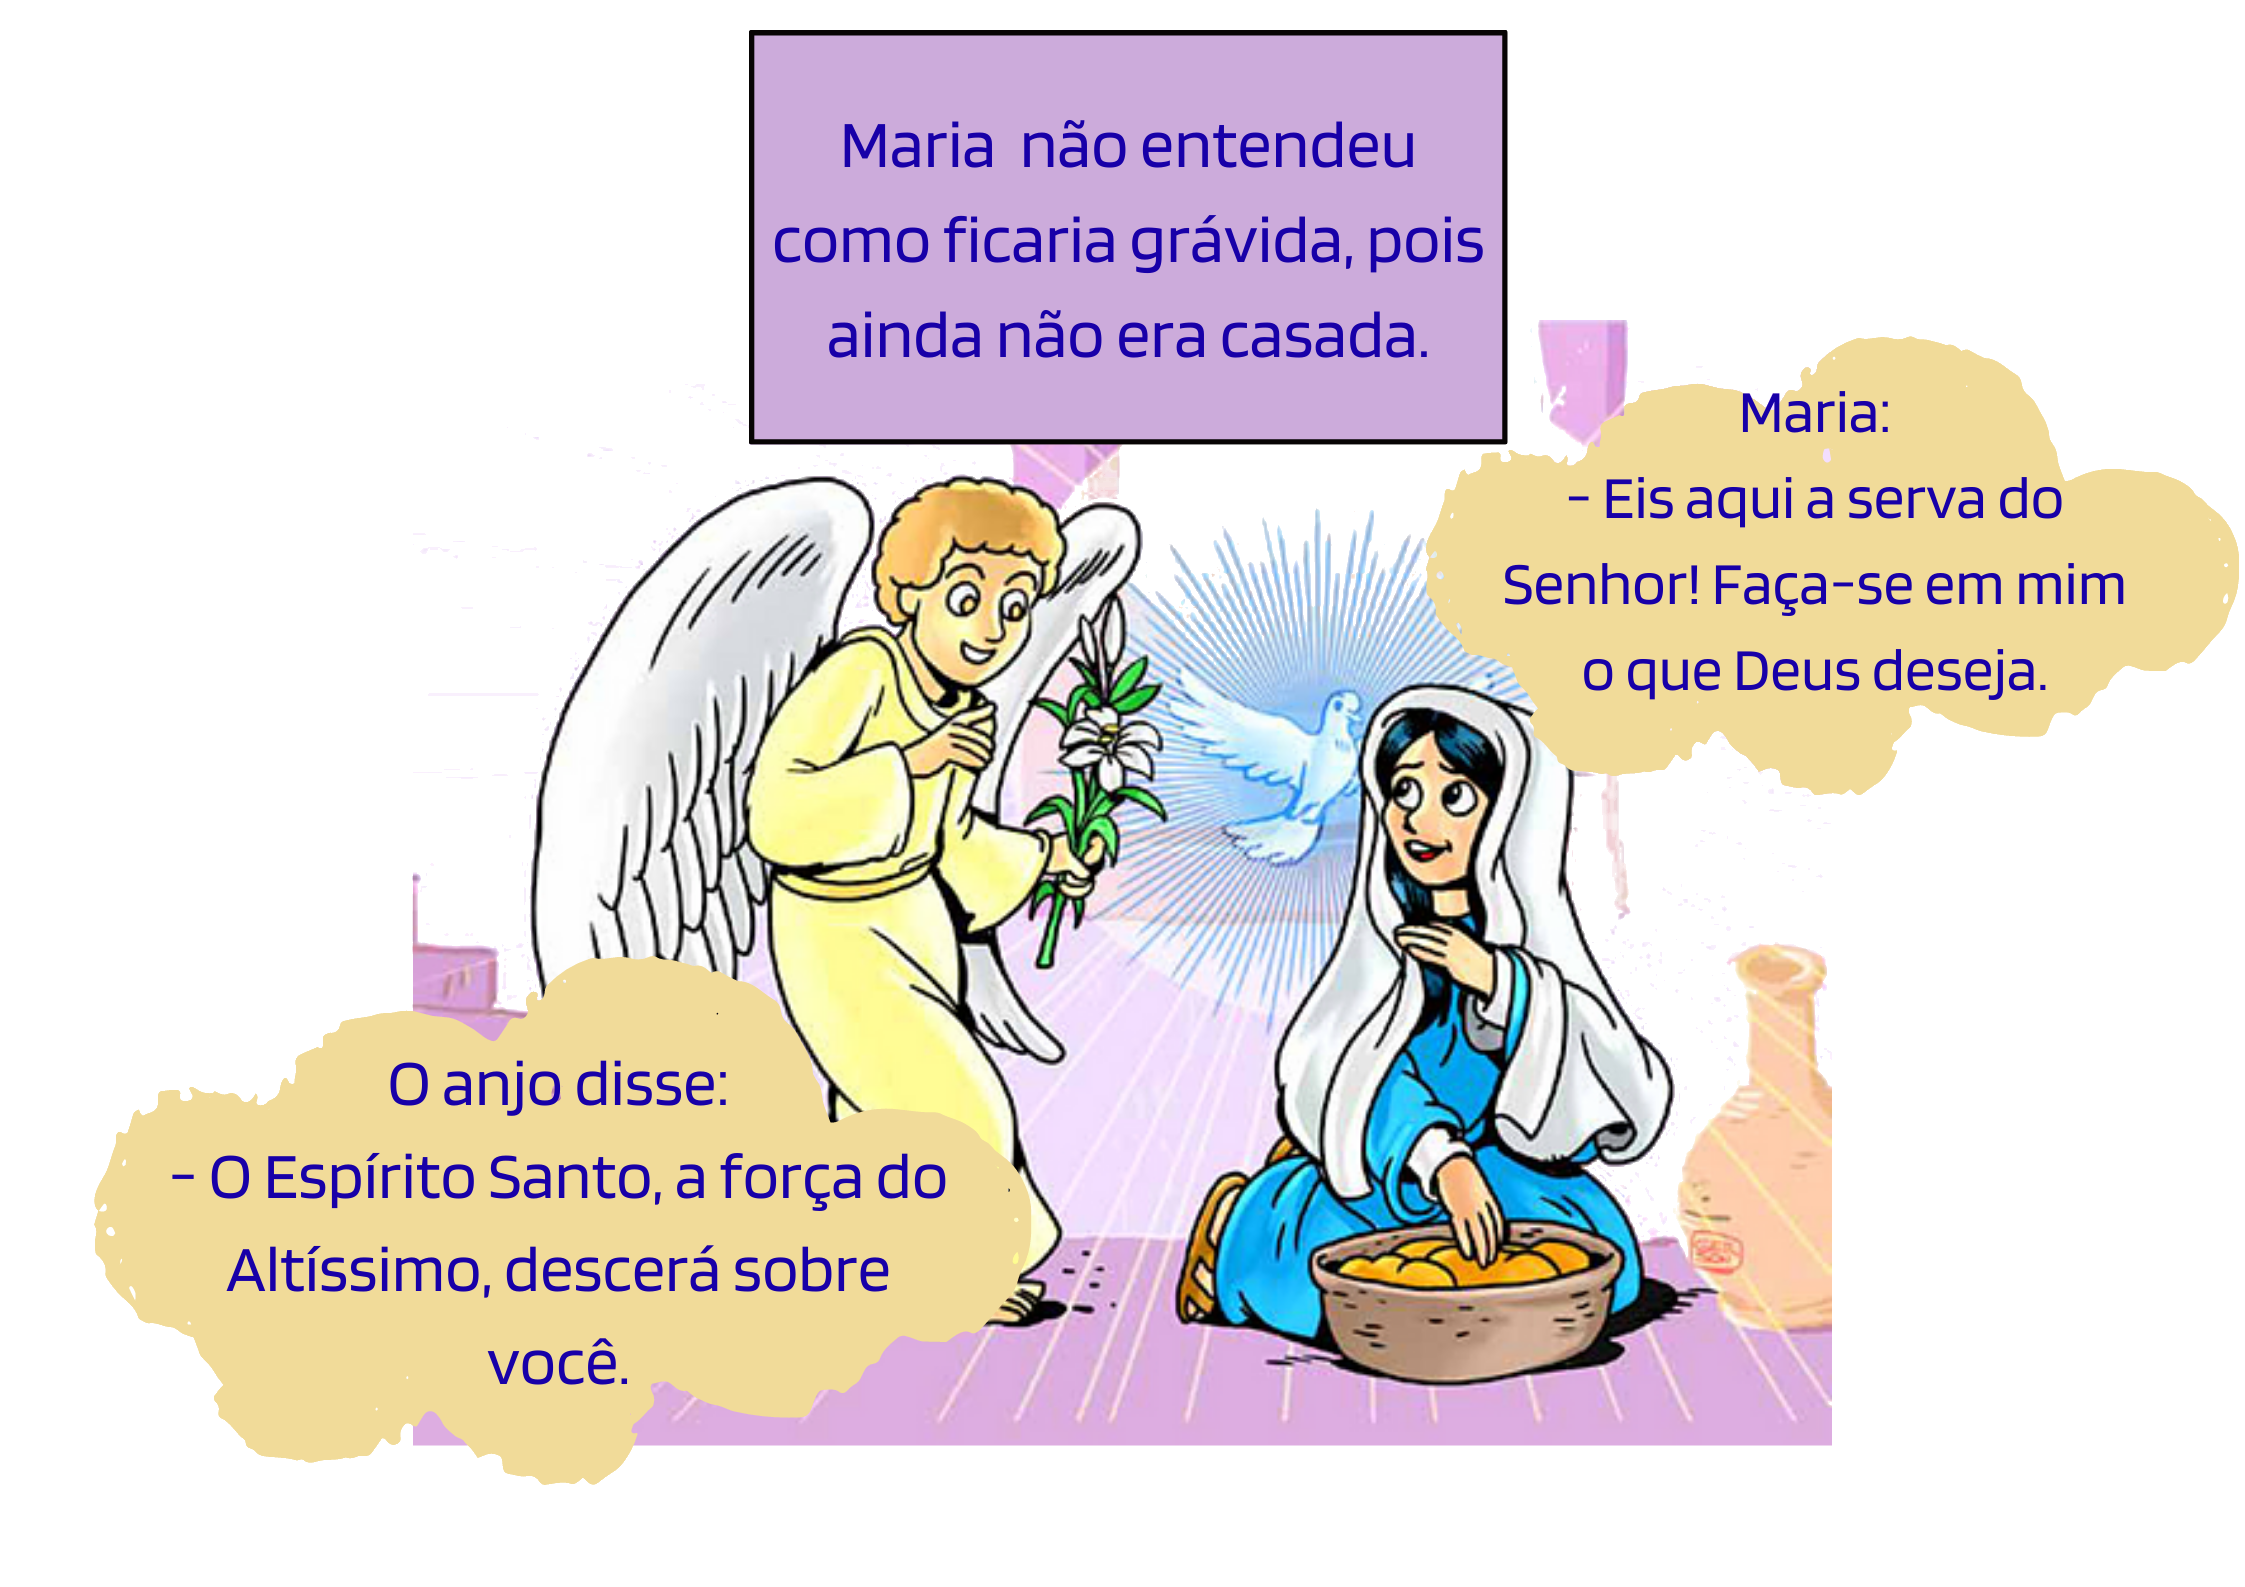 Maria  não entendeu
como ficaria grávida, pois
ainda não era casada.
Maria:
- Eis aqui a serva do
Senhor! Faça-se em mim
o que Deus deseja.
O anjo disse:
- O Espírito Santo, a força do
Altíssimo, descerá sobre
você.